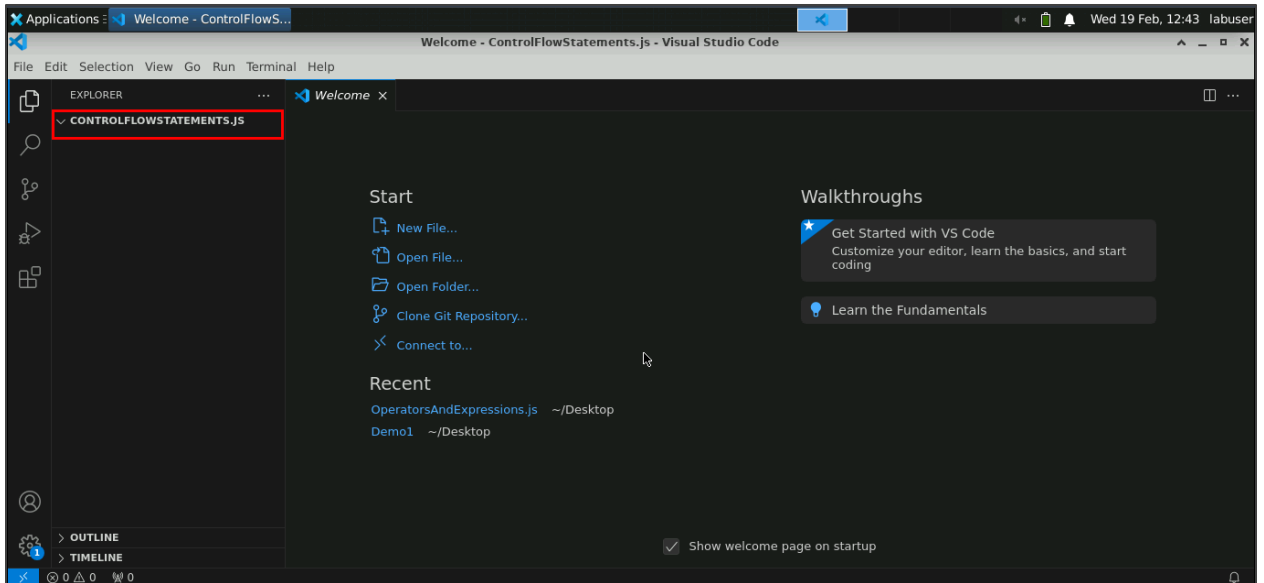 Applications Welcome - ControlFlowS... Wed 19 Feb, 12:43 labuser
Welcome - ControlFlowStatements.js - Visual Studio Code
File Edit Selection View Go Run Terminal Help
EXPLORER ... Welcome ...
CONTROLFLOWSTATEMENTS.JS
Start
New File...
Open File...
Open Folder...
Clone Git Repository...
Connect to...
Recent
OperatorsAndExpressions.js ~/Desktop
Demo1 ~/Desktop
Walkthroughs
Get Started with VS Code
Customize your editor, learn the basics, and start
coding
Learn the Fundamentals
1
OUTLINE
TIMELINE
Show welcome page on startup
0 0 0